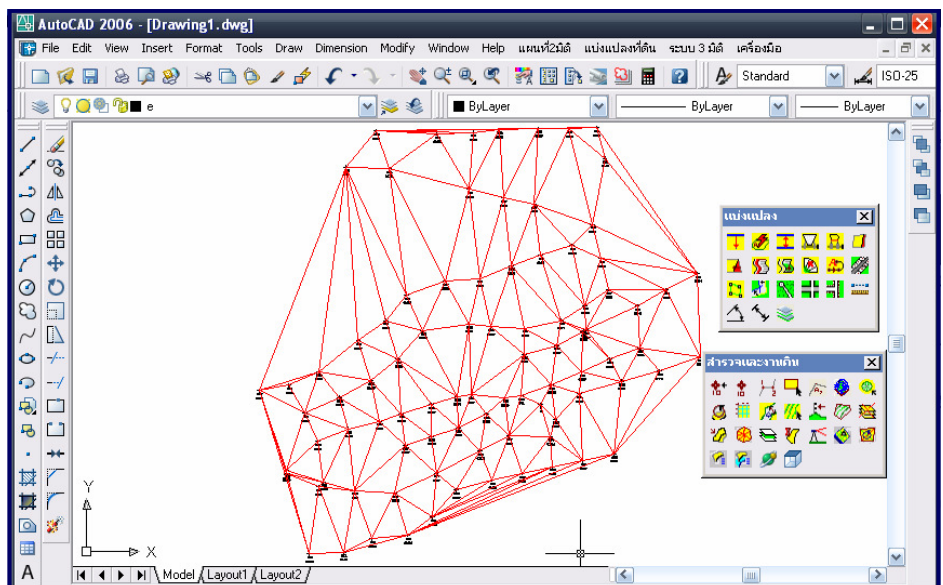 AutoCAD 2006 - [Drawing1.dwg]
File Edit View Insert Format Tools Draw Dimension Modify Window Help แผนที่2มิติ แบ่งแปลงที่ดิน ระบบ 3 มิติ เครื่องมือ
Standard ISO-25
e ByLayer ByLayer ByLayer
แบ่งแปลง
สำรวจและงานดิน
Y
X
A
Model Layout1 Layout2